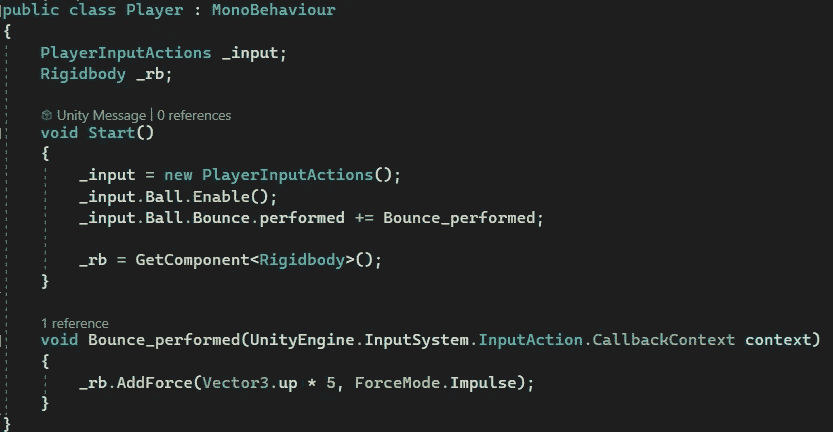 public class Player : MonoBehaviour
{
PlayerInputActions _input;
Rigidbody _rb;
Unity Message | 0 references
void Start()
{
_input = new PlayerInputActions();
_input.Ball.Enable();
_input.Ball.Bounce.performed += Bounce_performed;
_rb = GetComponent<Rigidbody>();
}
1 reference
void Bounce_performed(UnityEngine.InputSystem.InputAction.CallbackContext context)
{
_rb.AddForce(Vector3.up * 5, ForceMode.Impulse);
}
}